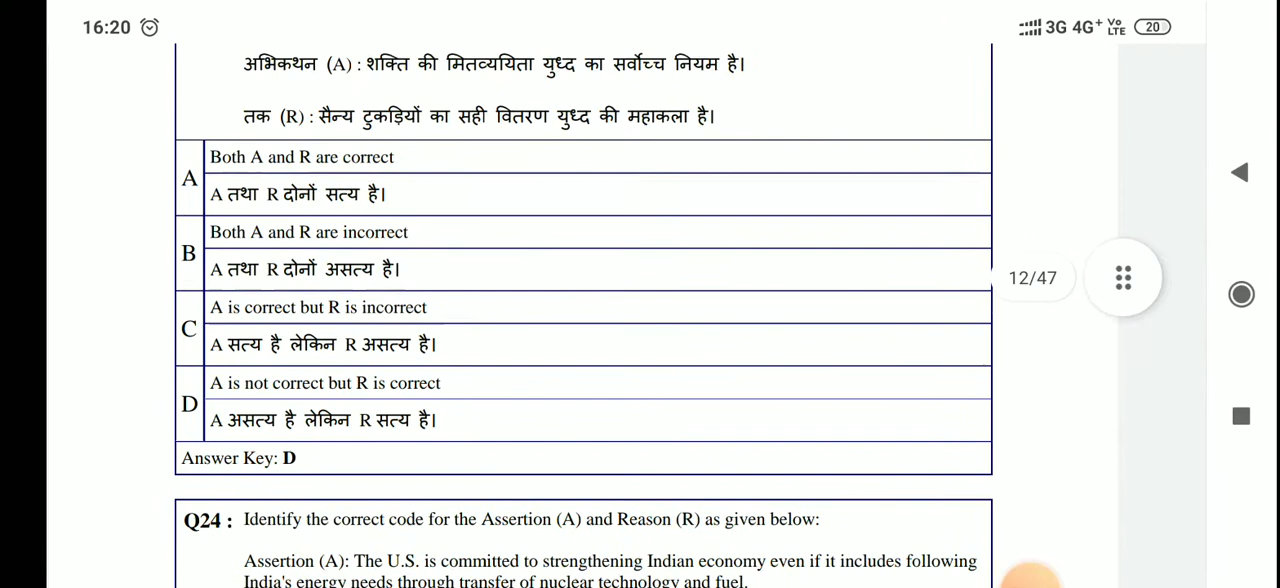 16:20
3G 4G+ Vo LTE 20
अभिकथन (A) : शक्ति की मितव्ययिता युध्द का सर्वोच्च नियम है।
तक (R) : सैन्य टुकड़ियों का सही वितरण युध्द की महाकला है।
A
Both A and R are correct
A तथा R दोनों सत्य है।
B
Both A and R are incorrect
A तथा R दोनों असत्य है।
C
A is correct but R is incorrect
A सत्य है लेकिन R असत्य है।
D
A is not correct but R is correct
A असत्य है लेकिन R सत्य है।
Answer Key: D
12/47
Q24 : Identify the correct code for the Assertion (A) and Reason (R) as given below:
Assertion (A): The U.S. is committed to strengthening Indian economy even if it includes following
India's energy needs through transfer of nuclear technology and fuel.